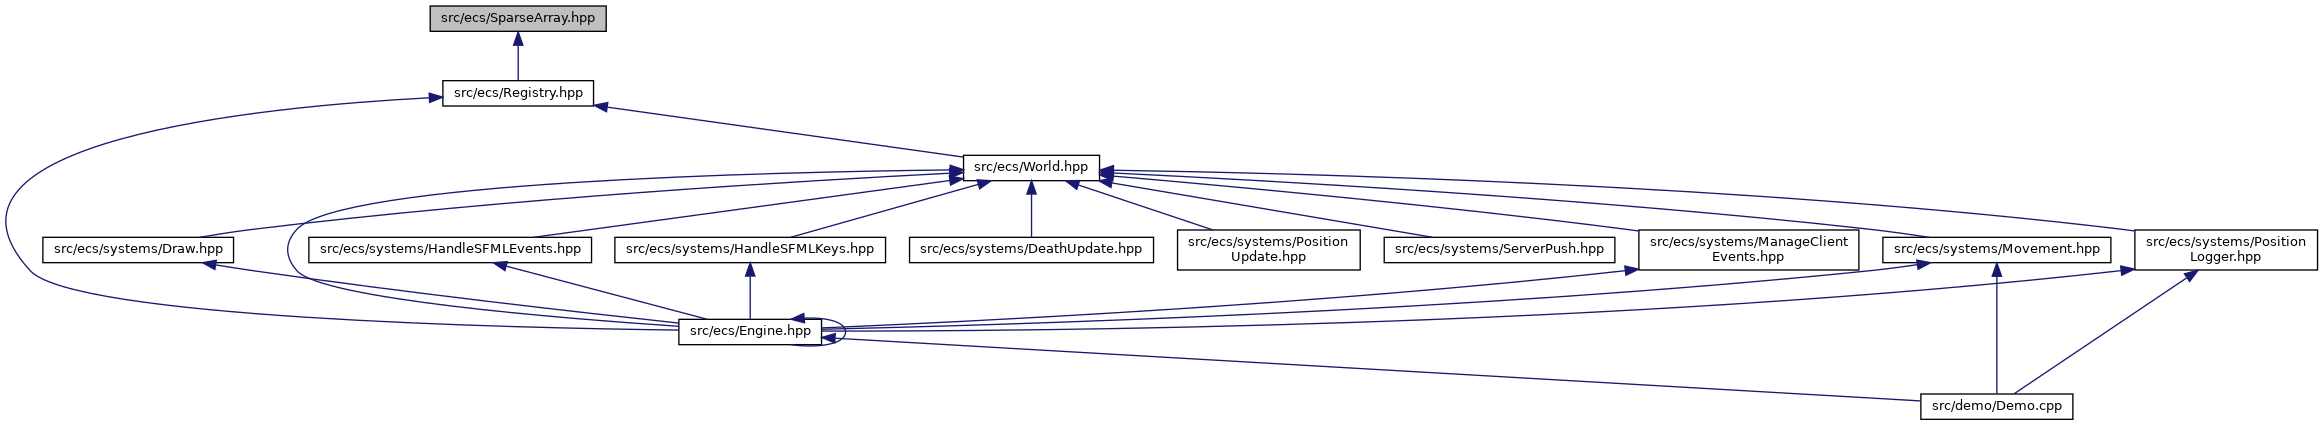 src/ecs/SparseArray.hpp
src/ecs/Registry.hpp
src/ecs/World.hpp
src/ecs/systems/Draw.hpp
src/ecs/systems/HandleSFMLEvents.hpp
src/ecs/systems/HandleSFMLKeys.hpp
src/ecs/systems/DeathUpdate.hpp
src/ecs/systems/Position
Update.hpp
src/ecs/systems/ServerPush.hpp
src/ecs/systems/ManageClient
Events.hpp
src/ecs/systems/Movement.hpp
src/ecs/systems/Position
Logger.hpp
src/ecs/Engine.hpp
src/demo/Demo.cpp